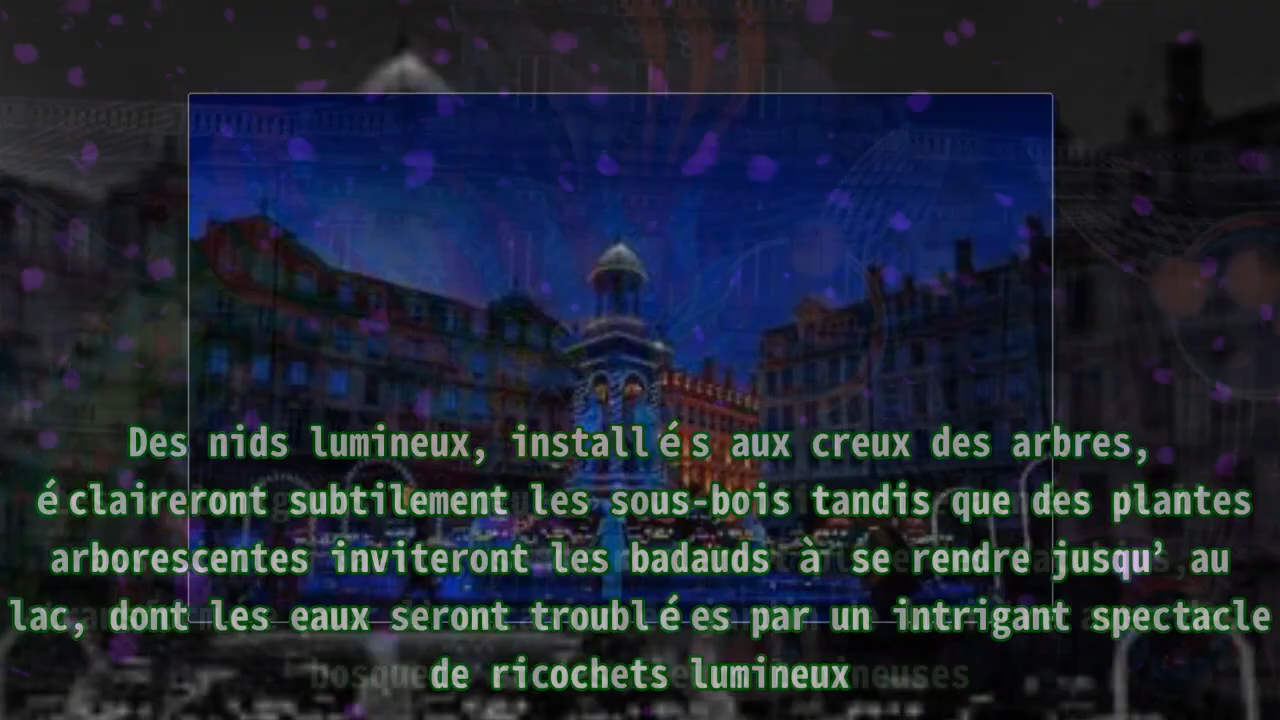 Des nids lumineux, installés aux creux des arbres,
éclaireront subtilement les sous-bois tandis que des plantes
arborescentes inviteront les badauds à se rendre jusqu’au
lac, dont les eaux seront troublées par un intrigant spectacle
de ricochets lumineux